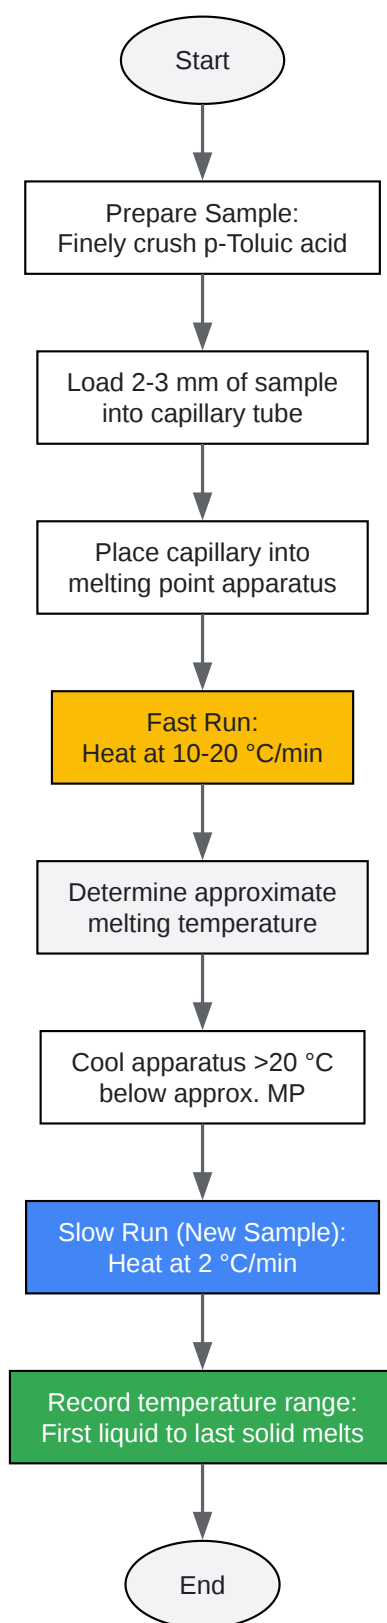 Start
Prepare Sample:
Finely crush p-Toluic acid
Load 2-3 mm of sample
into capillary tube
Place capillary into
melting point apparatus
Fast Run:
Heat at 10-20 °C/min
Determine approximate
melting temperature
Cool apparatus >20 °C
below approx. MP
Slow Run (New Sample):
Heat at 2 °C/min
Record temperature range:
First liquid to last solid melts
End